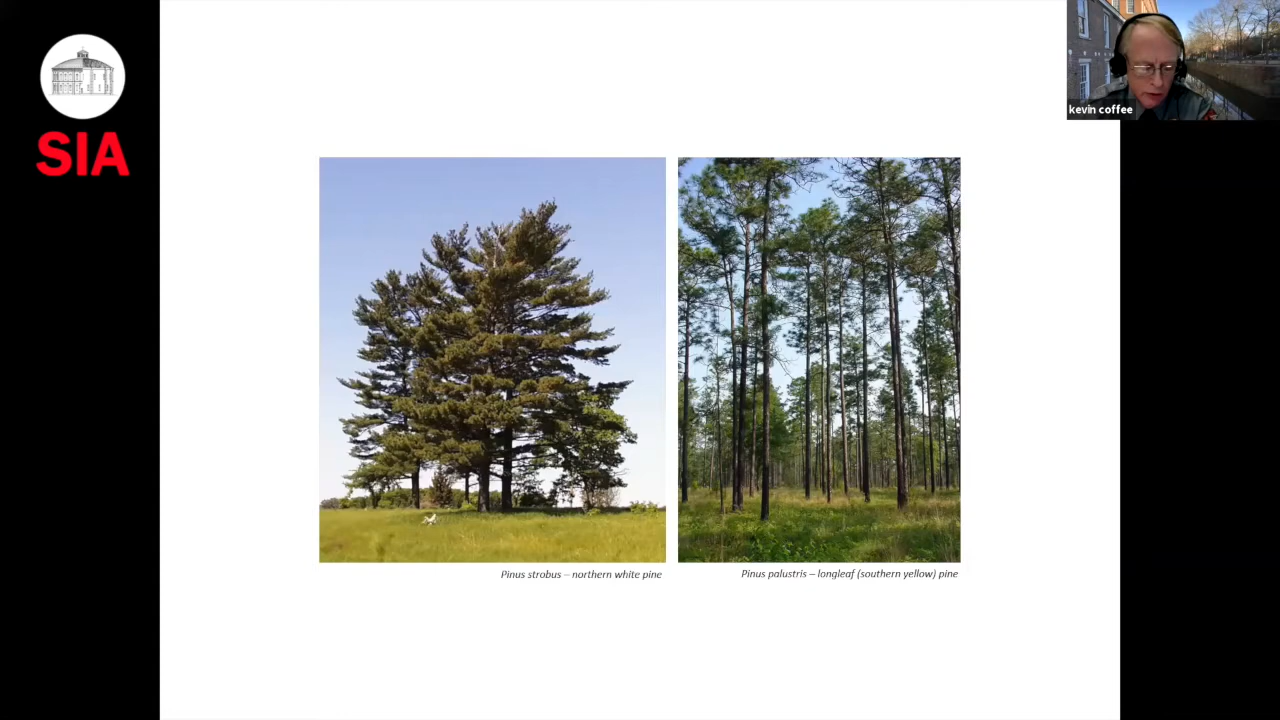 SIA
kevin coffee
Pinus strobus – northern white pine
Pinus palustris – longleaf (southern yellow) pine